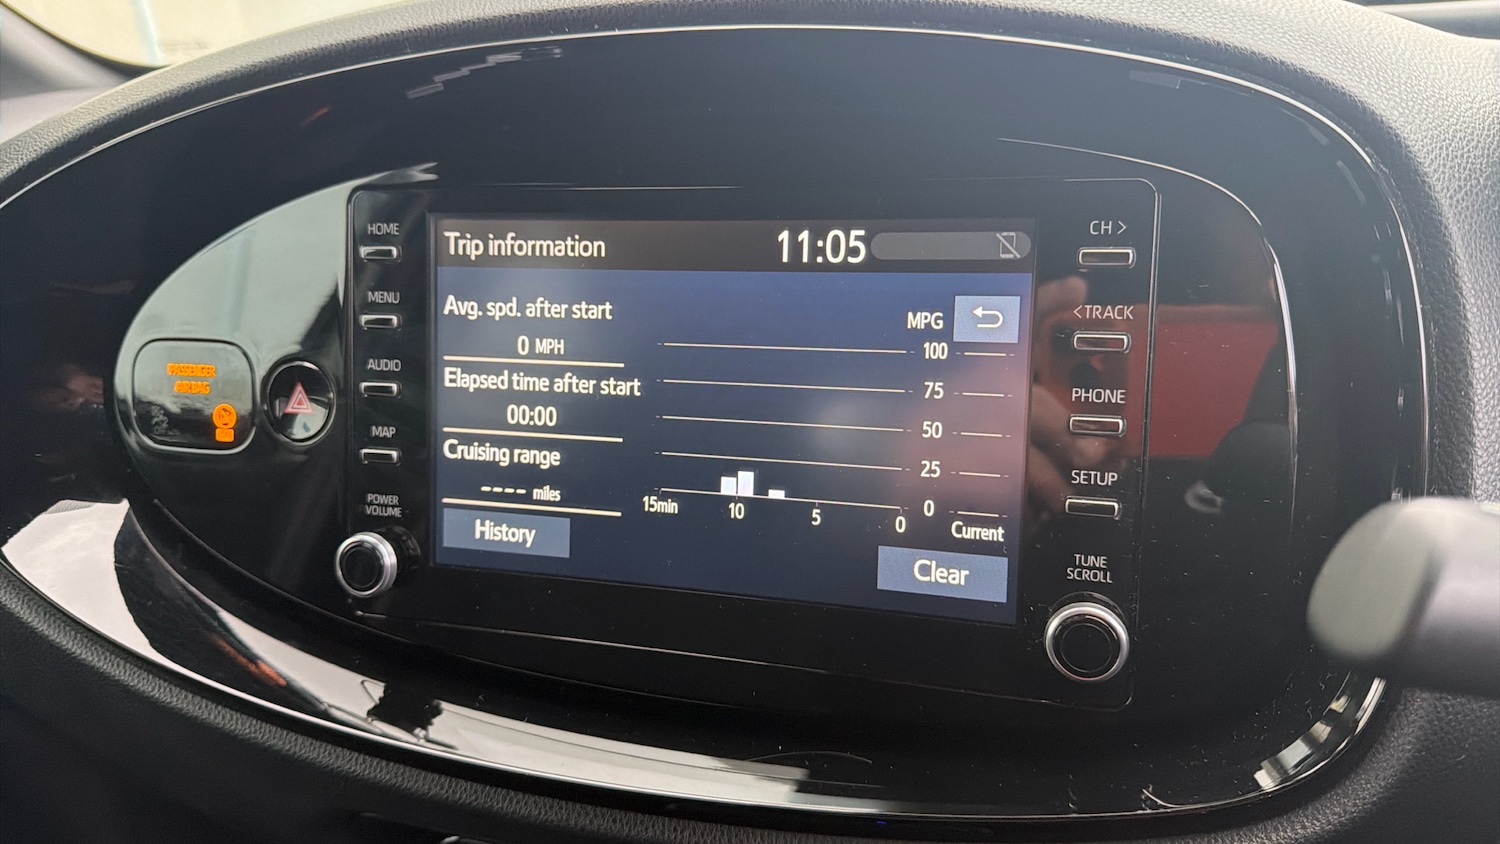 HOME
MENU
AUDIO
MAP
POWER
VOLUME
PASSENGER
AIRBAG
Trip information
11:05
Avg. spd. after start
0 MPH
Elapsed time after start
00:00
Cruising range
---- miles
History
MPG
100
75
50
25
0
15min
10
5
0
Current
Clear
CH >
<TRACK
PHONE
SETUP
TUNE
SCROLL